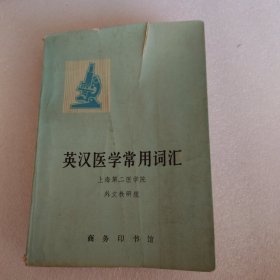 英汉医学常用词汇
上海第二医学院
外文教研组
商务印书馆